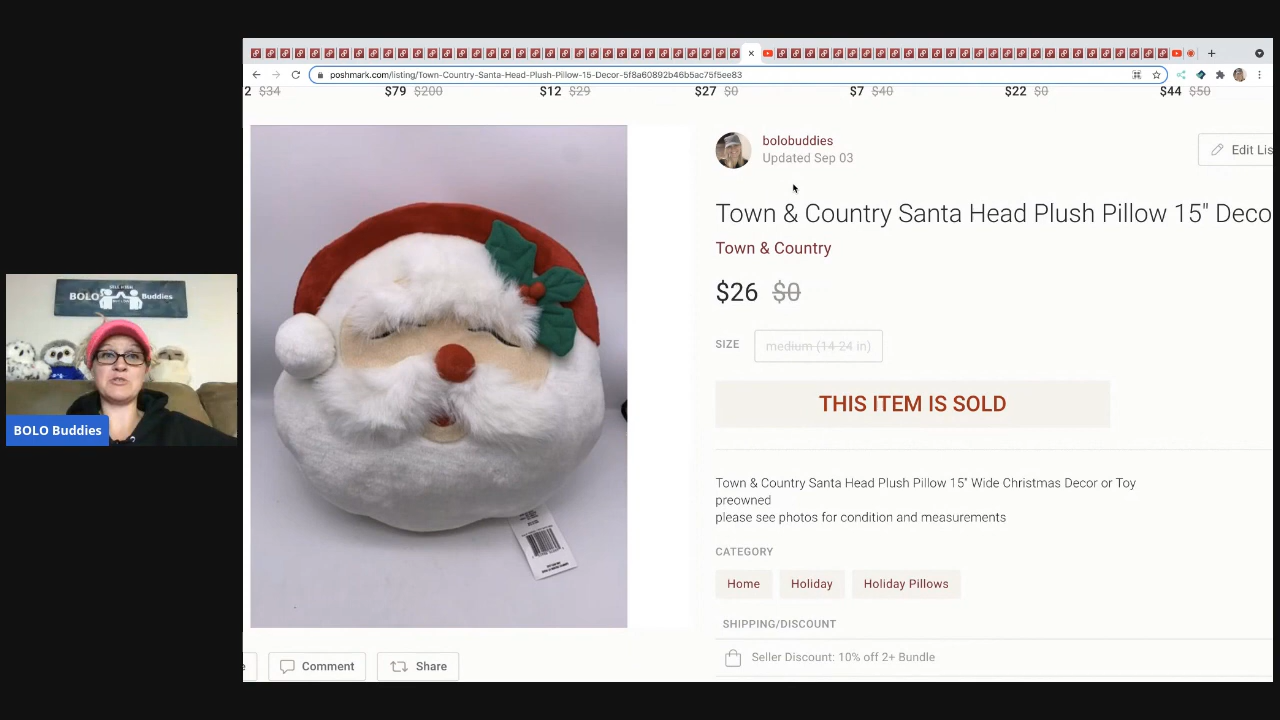 poshmark.com/listing/Town-Country-Santa-Head-Plush-Pillow-15-Decor-5f8a60892b46b5ac75f5ee83
2 $34 $79 $200 $12 $29 $27 $0 $7 $40 $22 $0 $44 $50
bolobuddies
Updated Sep 03
Edit Lis
Town & Country Santa Head Plush Pillow 15" Deco
Town & Country
$26 $0
SIZE medium (14-24 in)
THIS ITEM IS SOLD
Town & Country Santa Head Plush Pillow 15" Wide Christmas Decor or Toy
preowned
please see photos for condition and measurements
CATEGORY
Home Holiday Holiday Pillows
SHIPPING/DISCOUNT
Seller Discount: 10% off 2+ Bundle
e Comment Share
BOLO Buddies
BOLO Buddies